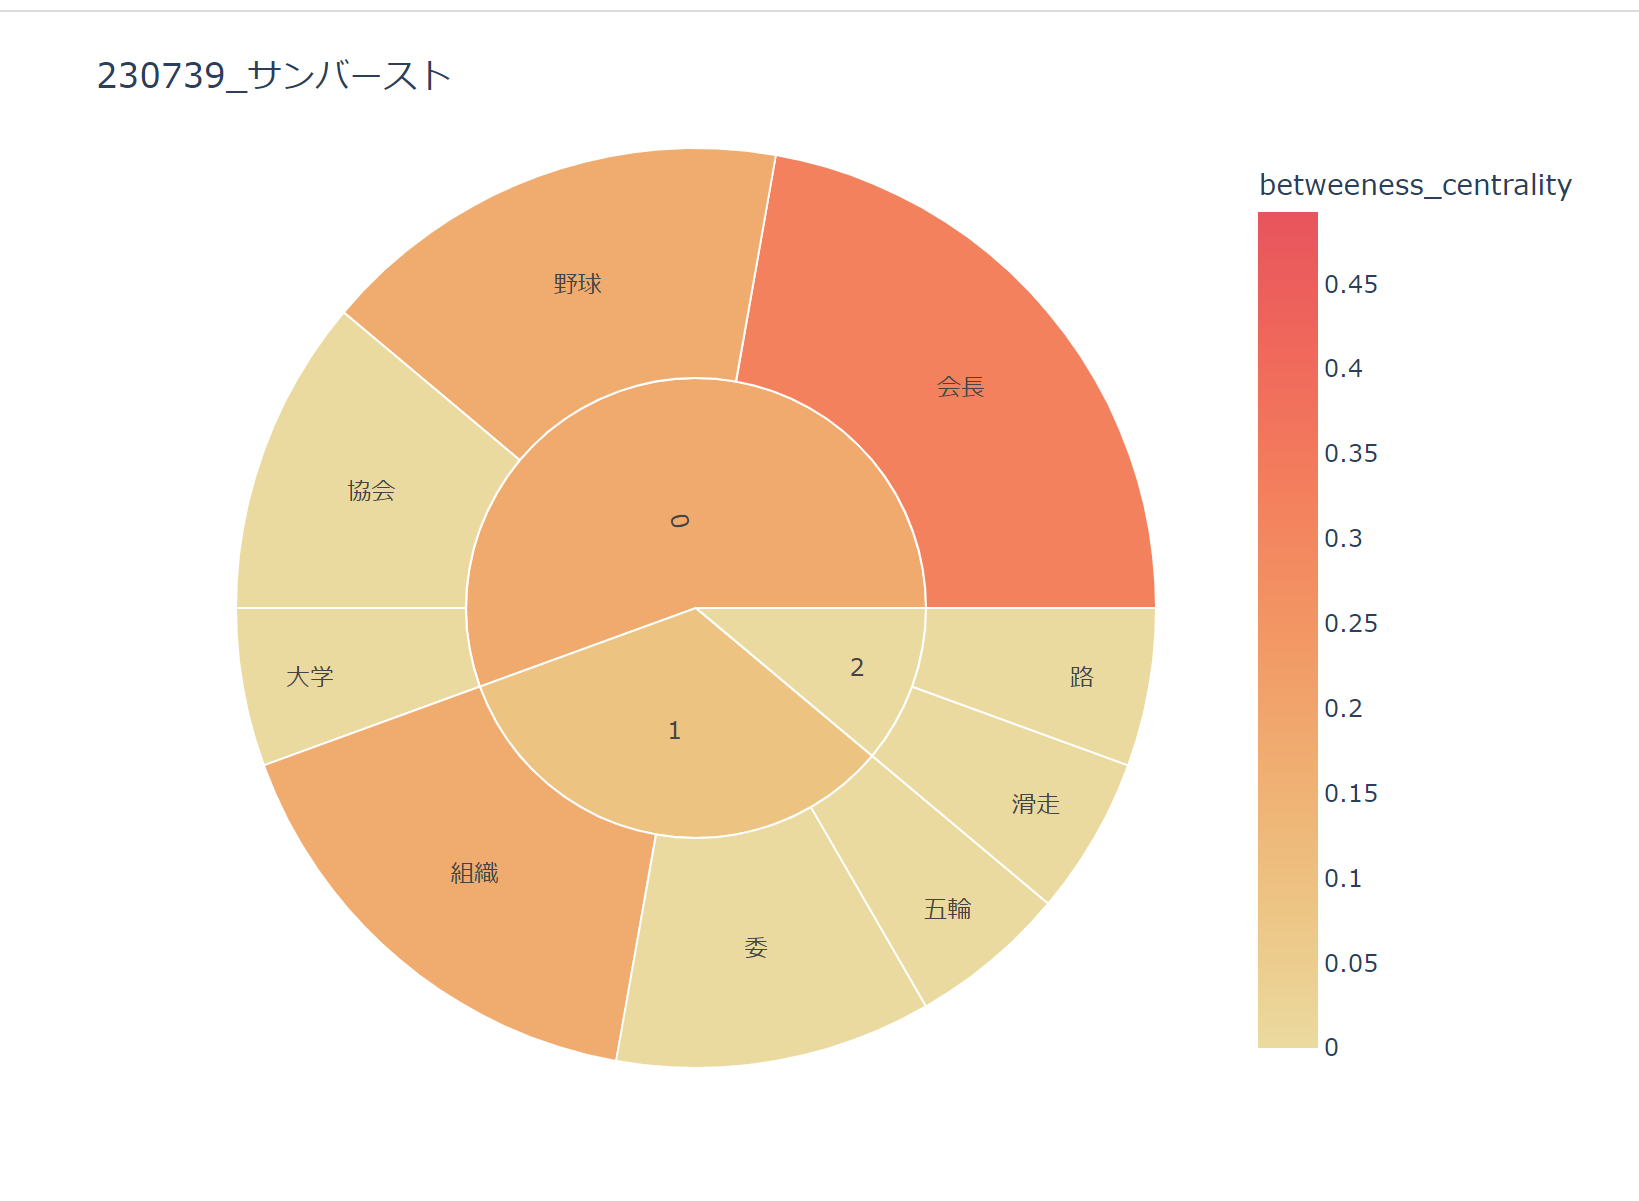 230739_サンバースト
betweeness_centrality
野球
会長
協会
0
大学
1
2
路
滑走
五輪
組織
委
0.45
0.4
0.35
0.3
0.25
0.2
0.15
0.1
0.05
0